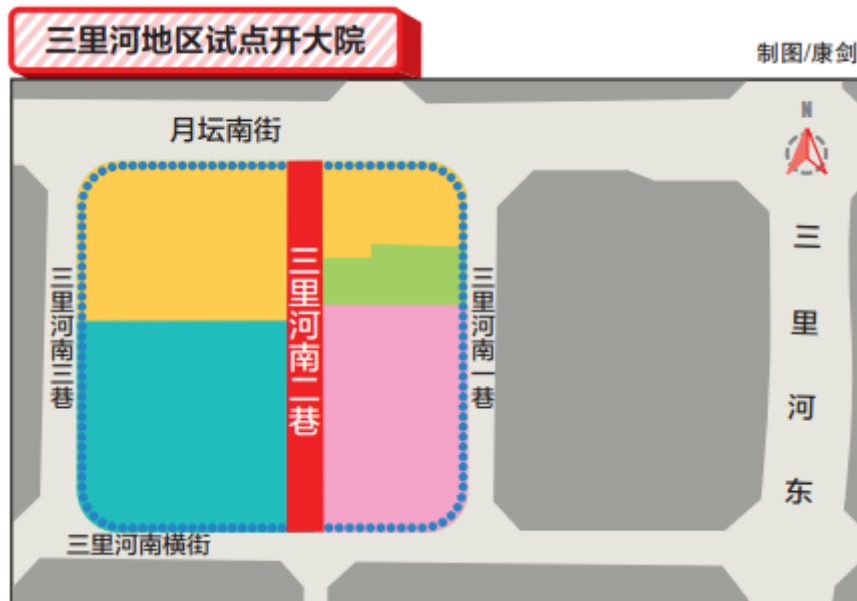 三里河地区试点开大院
制图/康剑
月坛南街
N
三里河南三巷
三里河南二巷
三里河南一巷
三里河东
三里河南横街